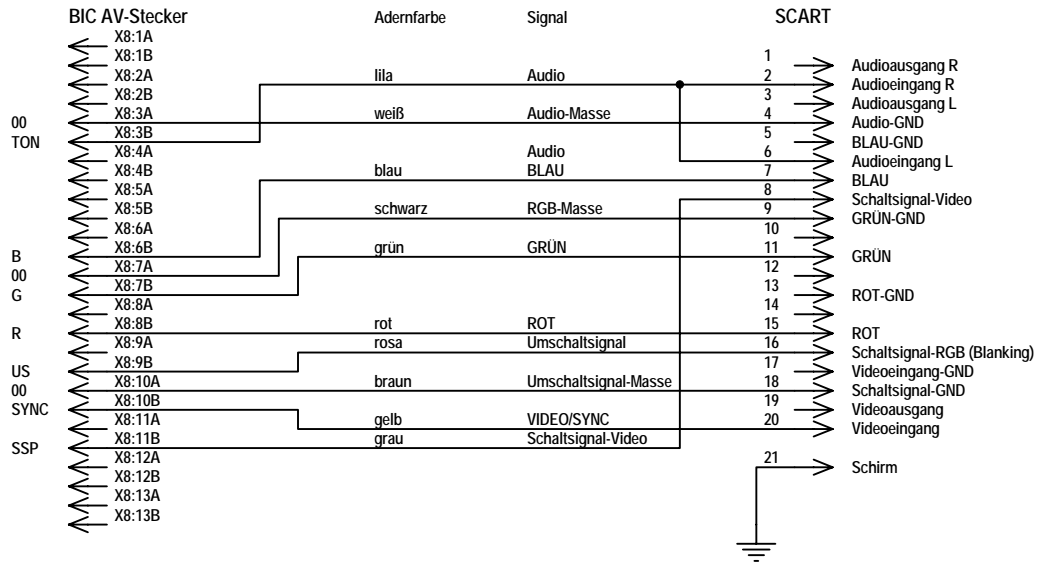 BIC AV-Stecker Adernfarbe Signal SCART
X8:1A
X8:1B 1 Audioausgang R
X8:2A lila Audio 2 Audioeingang R
X8:2B 3 Audioausgang L
00 X8:3A weiß Audio-Masse 4 Audio-GND
TON X8:3B 5 BLAU-GND
X8:4A Audio 6 Audioeingang L
X8:4B blau BLAU 7 BLAU
X8:5A 8 Schaltsignal-Video
X8:5B schwarz RGB-Masse 9 GRÜN-GND
X8:6A 10
B X8:6B grün GRÜN 11 GRÜN
00 X8:7A 12
G X8:7B 13 ROT-GND
X8:8A 14
R X8:8B rot ROT 15 ROT
X8:9A rosa Umschaltsignal 16 Schaltsignal-RGB (Blanking)
US X8:9B 17 Videoeingang-GND
00 X8:10A braun Umschaltsignal-Masse 18 Schaltsignal-GND
SYNC X8:10B 19 Videoausgang
X8:11A gelb VIDEO/SYNC 20 Videoeingang
SSP X8:11B grau Schaltsignal-Video
X8:12A 21 Schirm
X8:12B
X8:13A
X8:13B